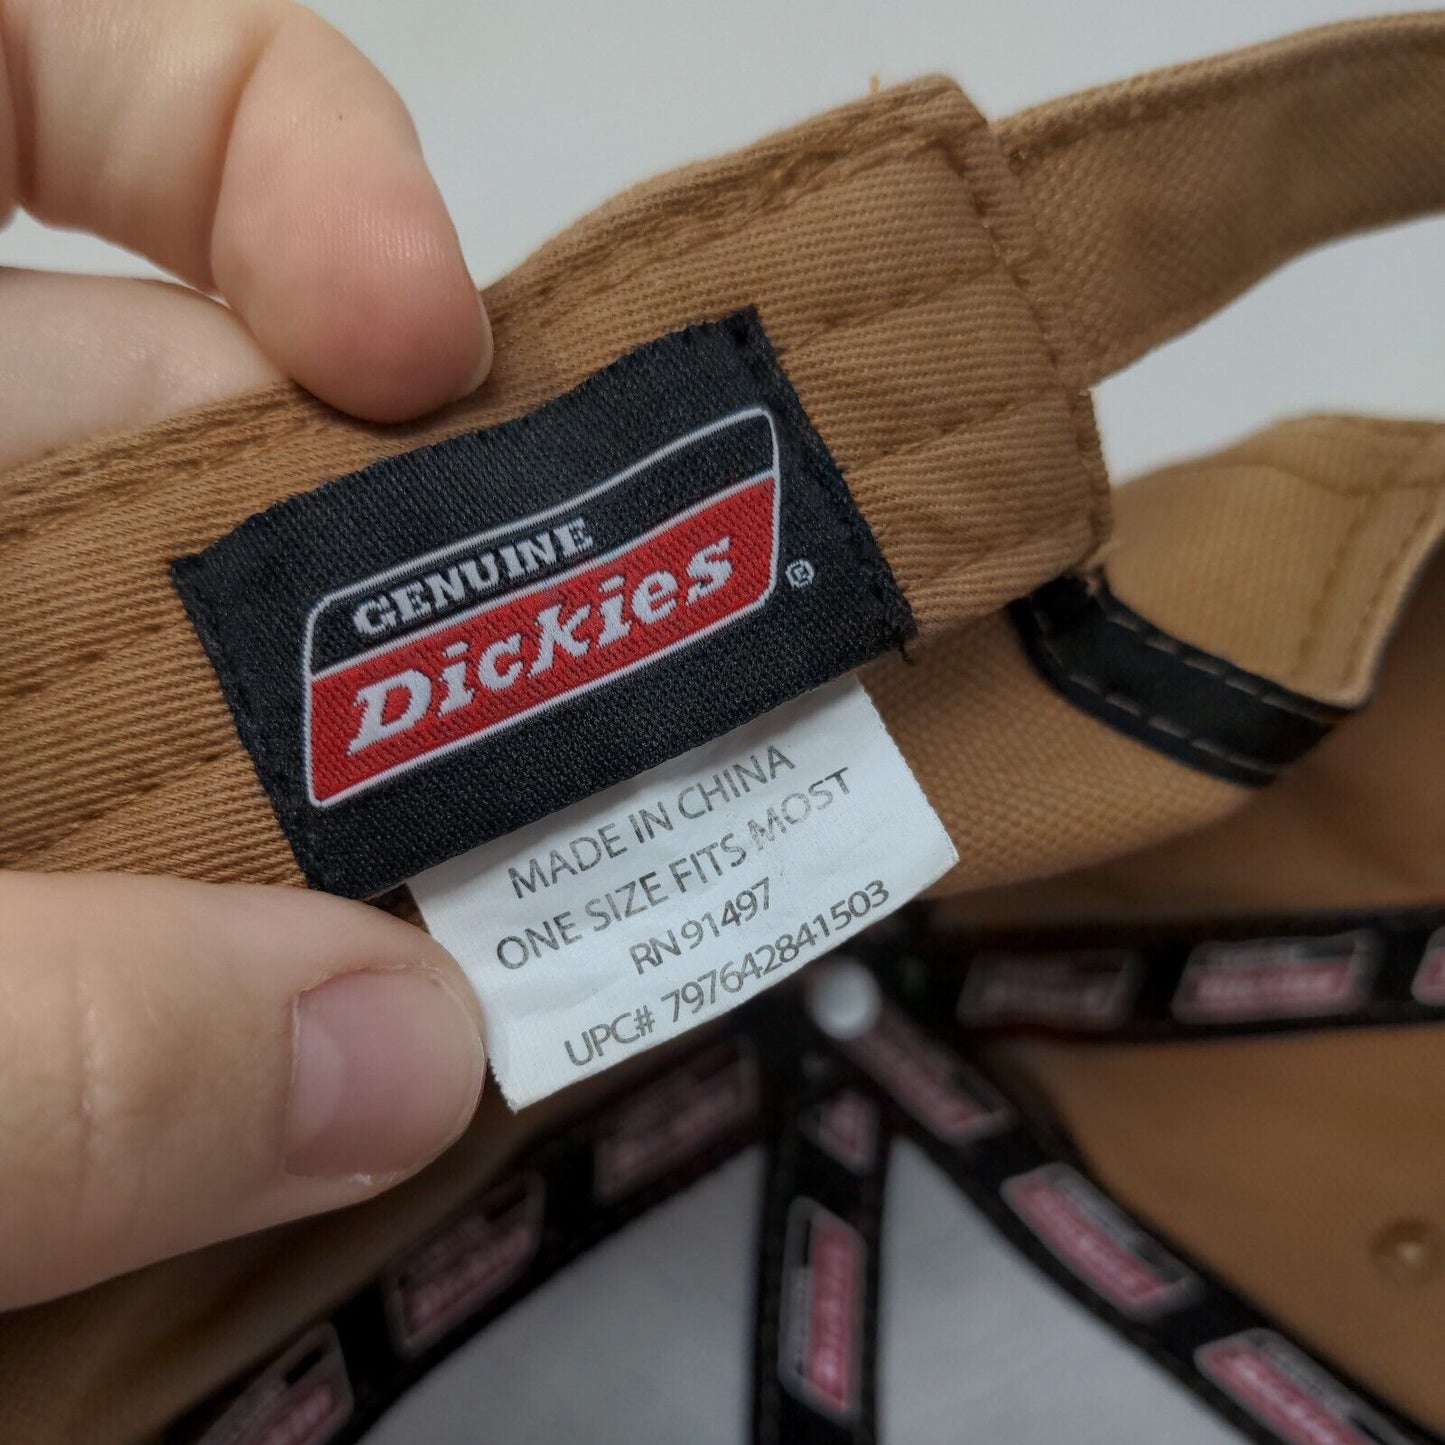 GENUINE
Dickies®
MADE IN CHINA
ONE SIZE FITS MOST
RN 91497
UPC# 797642841503